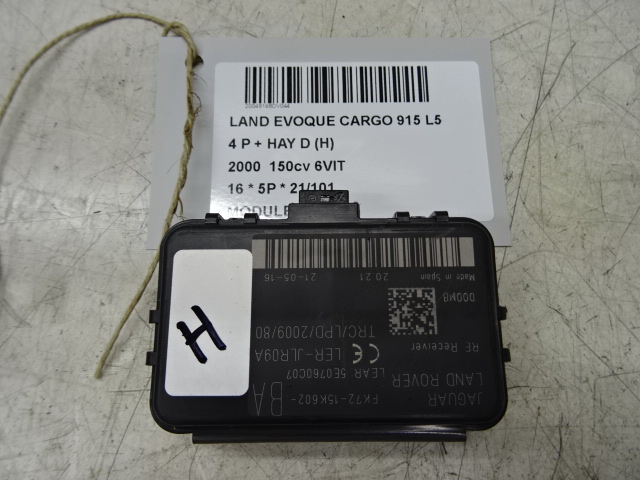 LAND EVOQUE CARGO 915 L5
4 P + HAY D (H)
2000 150cv 6VIT
16 * 5P * 21/101
MODULE
H
JAGUAR
LAND ROVER
RF Receiver
000M8
FK72-15K602-
BA
LEAR 5E0760C07
LER-JLR09A
TRC/LPD/2009/80
21-05-16
20:21
Made in Spain